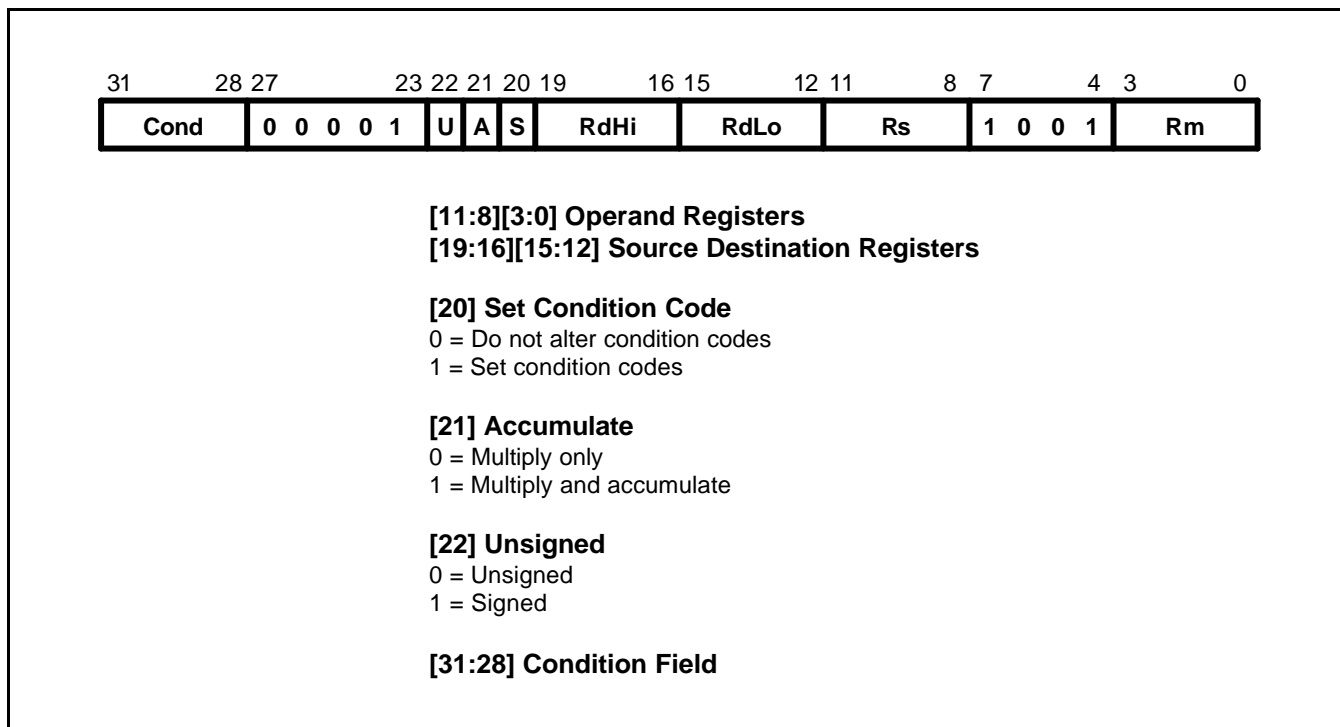 31 28 27 23 22 21 20 19 16 15 12 11 8 7 4 3 0
Cond 0 0 0 0 1 U A S RdHi RdLo Rs 1 0 0 1 Rm
[11:8][3:0] Operand Registers
[19:16][15:12] Source Destination Registers
[20] Set Condition Code
0 = Do not alter condition codes
1 = Set condition codes
[21] Accumulate
0 = Multiply only
1 = Multiply and accumulate
[22] Unsigned
0 = Unsigned
1 = Signed
[31:28] Condition Field